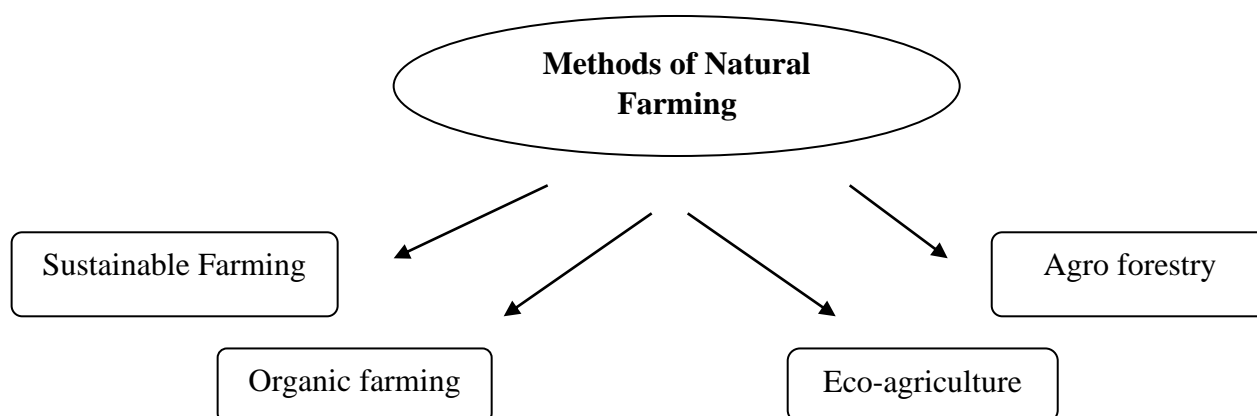 Methods of Natural
Farming
Sustainable Farming
Agro forestry
Organic farming
Eco-agriculture